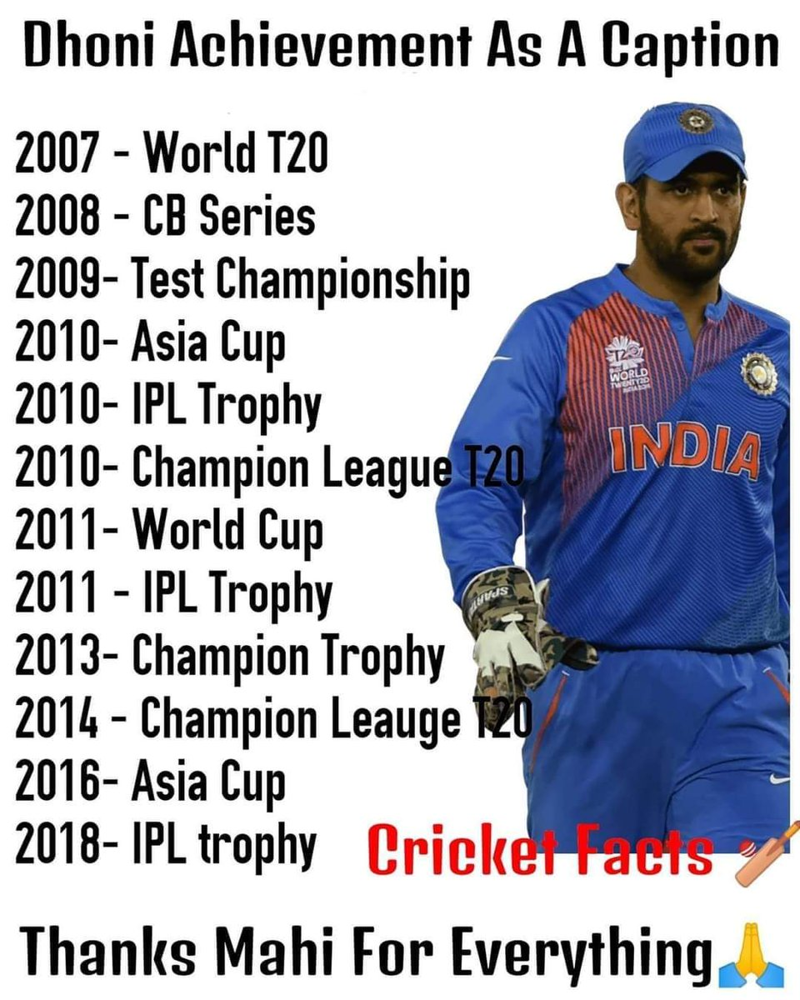 Dhoni Achievement As A Caption
2007 - World T20
2008 - CB Series
2009- Test Championship
2010- Asia Cup
2010- IPL Trophy
2010- Champion League T20
2011- World Cup
2011 - IPL Trophy
2013- Champion Trophy
2014 - Champion Leauge T20
2016- Asia Cup
2018- IPL trophy
T20
WORLD
TWENTY20
INDIA 2016
INDIA
SPARTAN
Cricket Facts
Thanks Mahi For Everything🙏